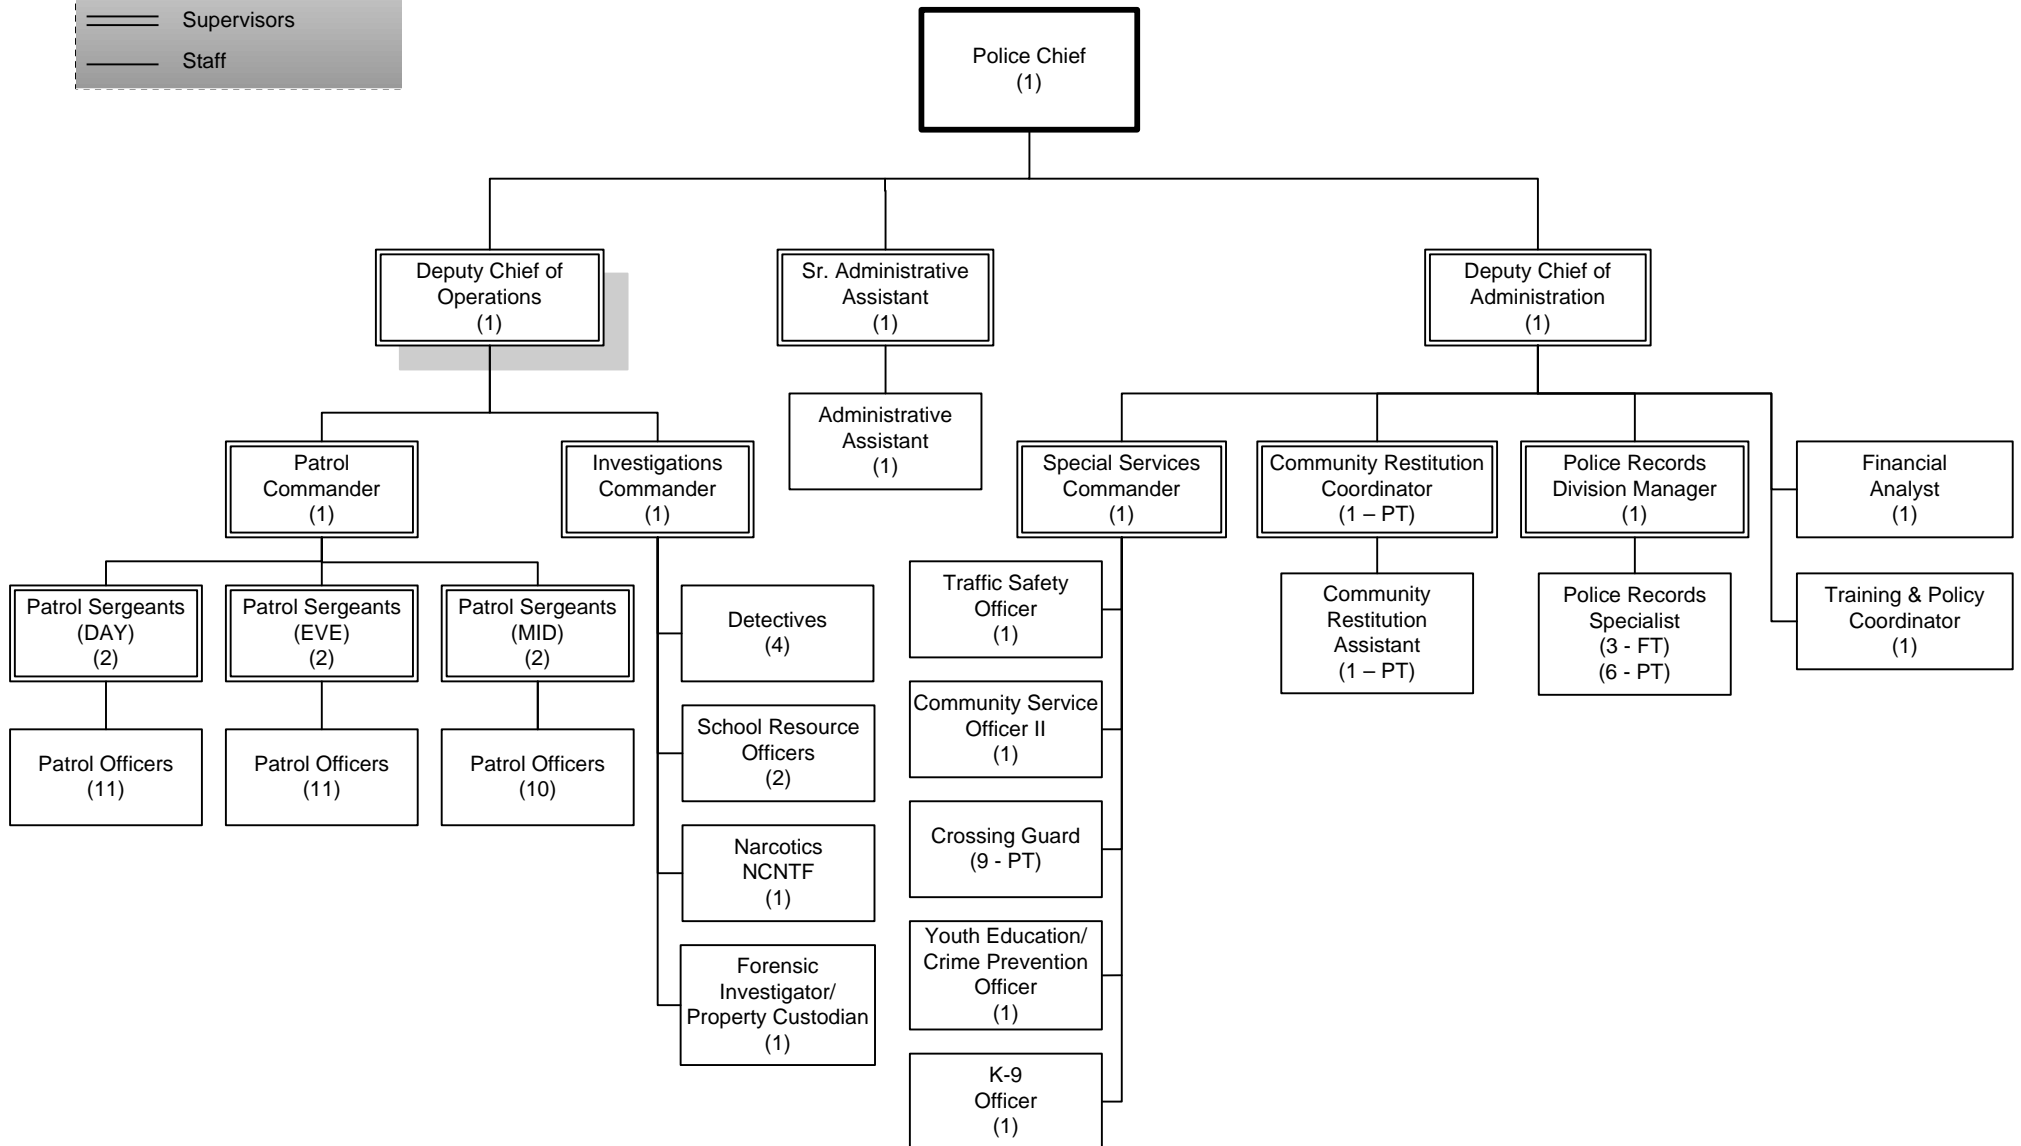 Supervisors
Staff
Police Chief
(1)
Deputy Chief of
Operations
(1)
Sr. Administrative
Assistant
(1)
Deputy Chief of
Administration
(1)
Administrative
Assistant
(1)
Patrol
Commander
(1)
Investigations
Commander
(1)
Special Services
Commander
(1)
Community Restitution
Coordinator
(1 – PT)
Police Records
Division Manager
(1)
Financial
Analyst
(1)
Patrol Sergeants
(DAY)
(2)
Patrol Sergeants
(EVE)
(2)
Patrol Sergeants
(MID)
(2)
Detectives
(4)
Traffic Safety
Officer
(1)
Community
Restitution
Assistant
(1 – PT)
Police Records
Specialist
(3 - FT)
(6 - PT)
Training & Policy
Coordinator
(1)
Patrol Officers
(11)
Patrol Officers
(11)
Patrol Officers
(10)
School Resource
Officers
(2)
Community Service
Officer II
(1)
Narcotics
NCNTF
(1)
Crossing Guard
(9 - PT)
Forensic
Investigator/
Property Custodian
(1)
Youth Education/
Crime Prevention
Officer
(1)
K-9
Officer
(1)